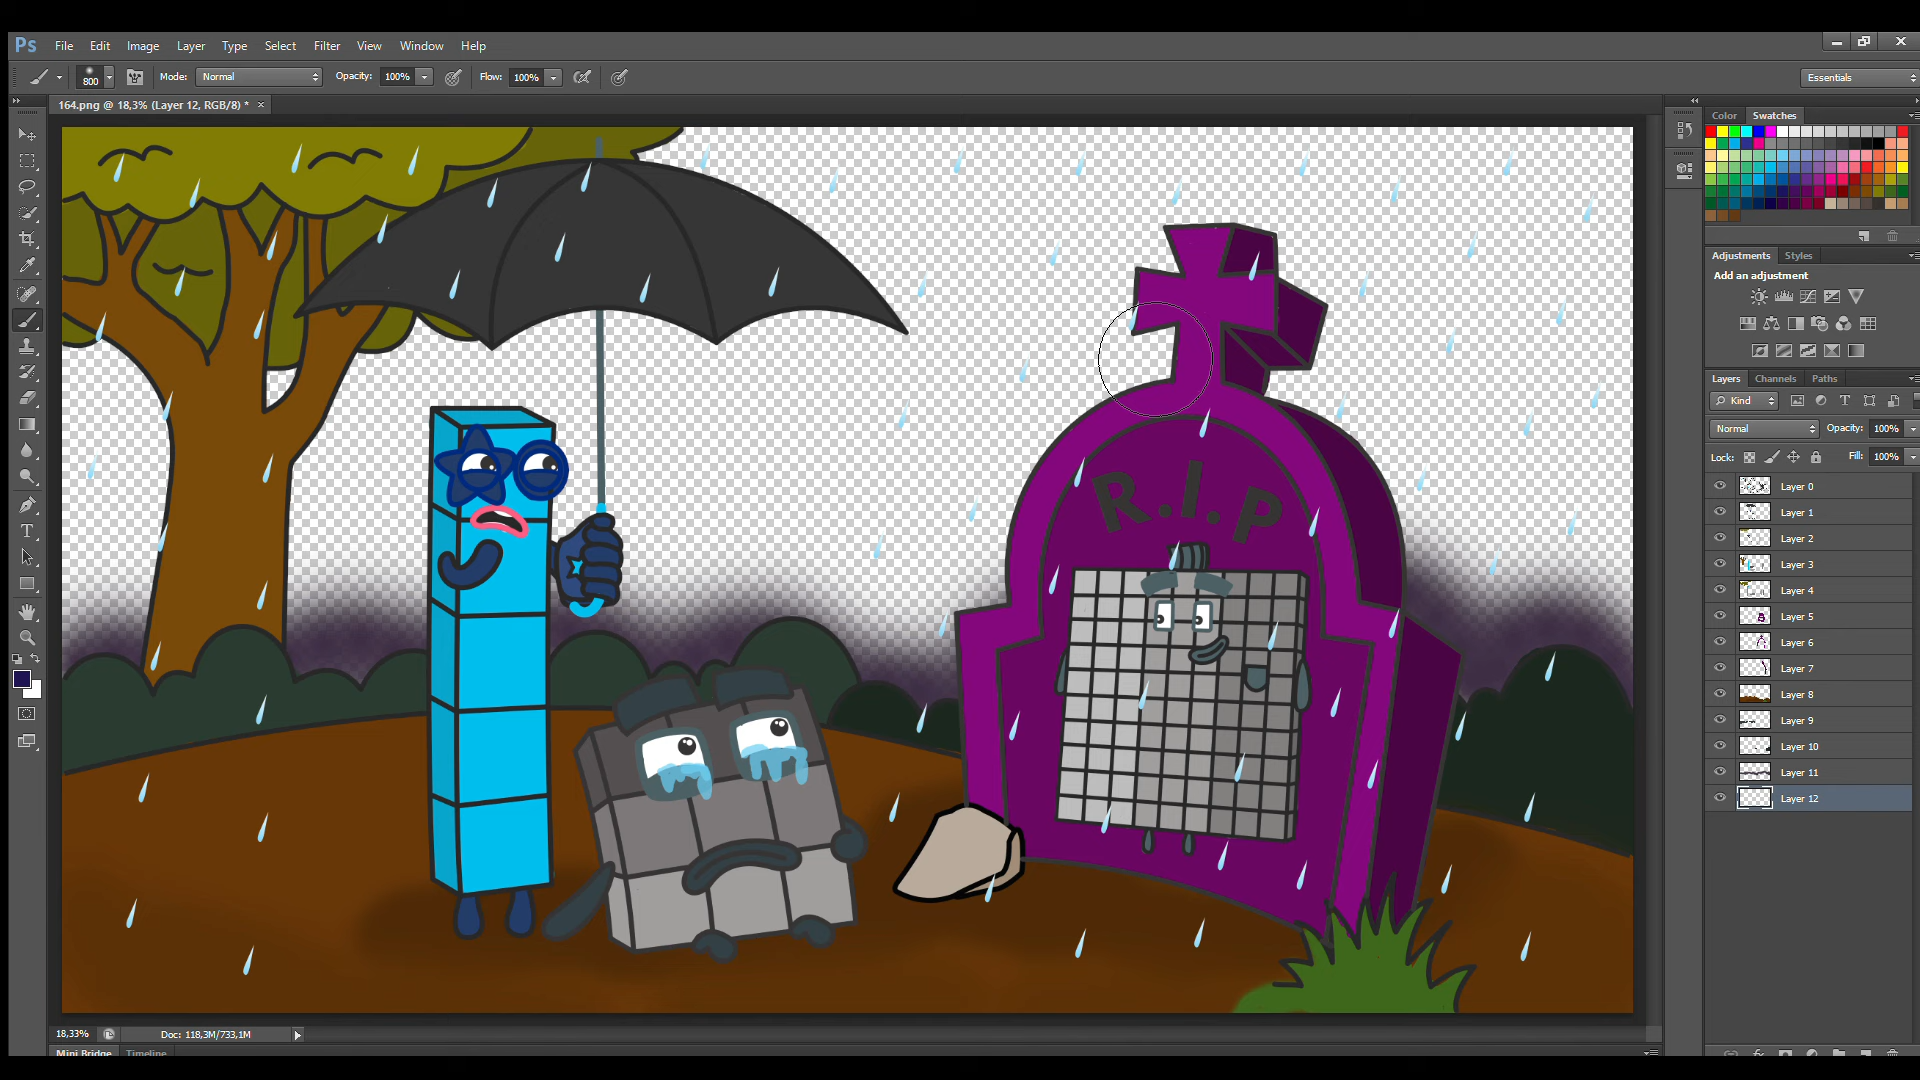 Ps File Edit Image Layer Type Select Filter View Window Help
800 Mode: Normal Opacity: 100% Flow: 100% Essentials
164.png @ 18,3% (Layer 12, RGB/8) * ×
Color Swatches
Adjustments Styles
Add an adjustment
Layers Channels Paths
Kind
Normal Opacity: 100%
Lock: Fill: 100%
Layer 0
Layer 1
Layer 2
Layer 3
Layer 4
Layer 5
Layer 6
Layer 7
Layer 8
Layer 9
Layer 10
Layer 11
Layer 12
R.I.P
18,33% Doc: 118,3M/733,1M
Mini Bridge Timeline